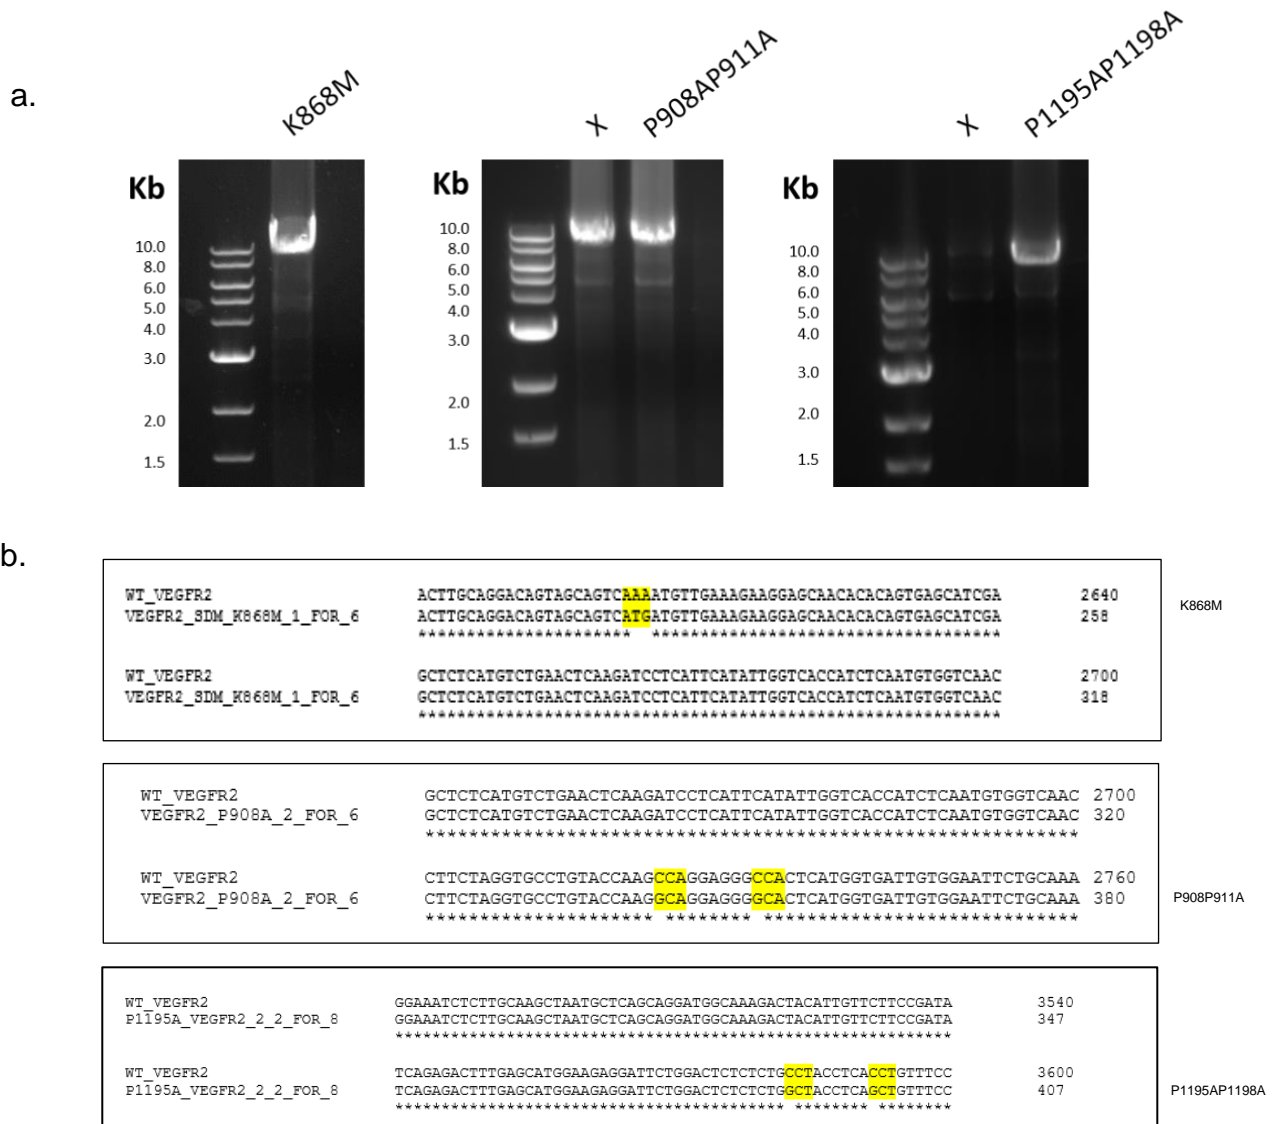 a.
K868M
X
P908AP911A
X
P1195AP1198A
Kb
10.0
8.0
6.0
5.0
4.0
3.0
2.0
1.5
Kb
10.0
8.0
6.0
5.0
4.0
3.0
2.0
1.5
Kb
10.0
8.0
6.0
5.0
4.0
3.0
2.0
1.5
b.
WT_VEGFR2 ACTTGCAGGACAGTAGCAGTCAAAATGTTGAAAGAAGGAGCAACACACAGTGAGCATCGA 2640
VEGFR2_SDM_K868M_1_FOR_6 ACTTGCAGGACAGTAGCAGTCATGATGTTGAAAGAAGGAGCAACACACAGTGAGCATCGA 258
********************** ************************************
WT_VEGFR2 GCTCTCATGTCTGAACTCAAGATCCTCATTCATATTGGTCACCATCTCAATGTGGTCAAC 2700
VEGFR2_SDM_K868M_1_FOR_6 GCTCTCATGTCTGAACTCAAGATCCTCATTCATATTGGTCACCATCTCAATGTGGTCAAC 318
************************************************************
K868M
WT_VEGFR2 GCTCTCATGTCTGAACTCAAGATCCTCATTCATATTGGTCACCATCTCAATGTGGTCAAC 2700
VEGFR2_P908A_2_FOR_6 GCTCTCATGTCTGAACTCAAGATCCTCATTCATATTGGTCACCATCTCAATGTGGTCAAC 320
************************************************************
WT_VEGFR2 CTTCTAGGTGCCTGTACCAAGCCAGGAGGGCCACTCATGGTGATTGTGGAATTCTGCAAA 2760
VEGFR2_P908A_2_FOR_6 CTTCTAGGTGCCTGTACCAAGGCAGGAGGGGCACTCATGGTGATTGTGGAATTCTGCAAA 380
********************* ******** *****************************
P908P911A
WT_VEGFR2 GGAAATCTCTTGCAAGCTAATGCTCAGCAGGATGGCAAAGACTACATTGTTCTTCCGATA 3540
P1195A_VEGFR2_2_2_FOR_8 GGAAATCTCTTGCAAGCTAATGCTCAGCAGGATGGCAAAGACTACATTGTTCTTCCGATA 347
************************************************************
WT_VEGFR2 TCAGAGACTTTGAGCATGGAAGAGGATTCTGGACTCTCTCTGCCTACCTCACCTGTTTCC 3600
P1195A_VEGFR2_2_2_FOR_8 TCAGAGACTTTGAGCATGGAAGAGGATTCTGGACTCTCTCTGGCTACCTCAGCTGTTTCC 407
****************************************** ******** ********
P1195AP1198A